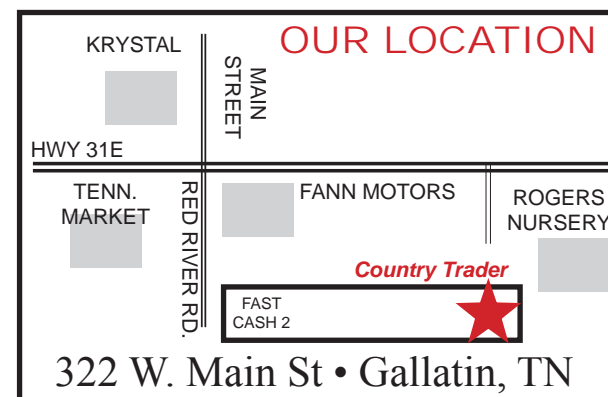 OUR LOCATION
KRYSTAL
MAIN
STREET
HWY 31E
TENN.
MARKET
RED RIVER RD.
FANN MOTORS
ROGERS
NURSERY
Country Trader
FAST
CASH 2
322 W. Main St • Gallatin, TN